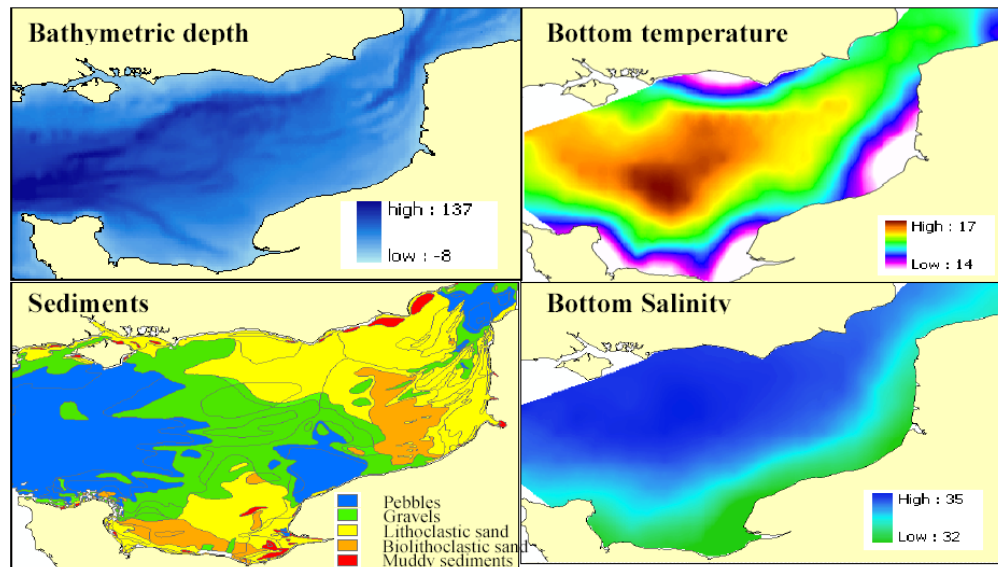 Bathymetric depth
high : 137
low : -8
Bottom temperature
High : 17
Low : 14
Sediments
Pebbles
Gravels
Lithoclastic sand
Biolithoclastic sand
Muddy sediments
Bottom Salinity
High : 35
Low : 32